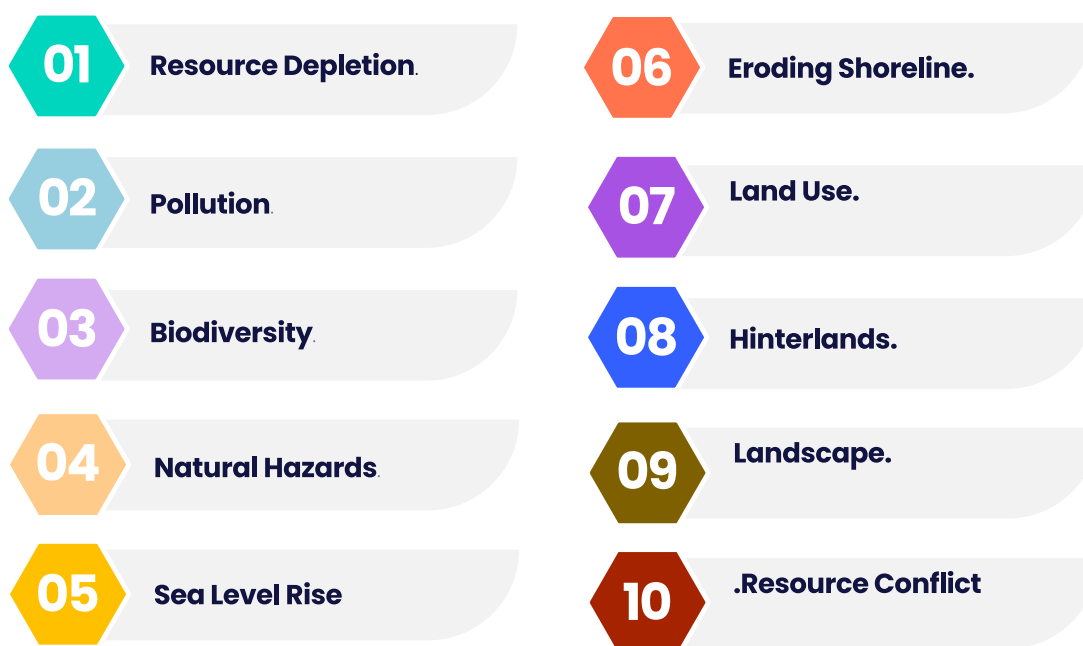 01
Resource Depletion.
02
Pollution.
03
Biodiversity.
04
Natural Hazards.
05
Sea Level Rise
06
Eroding Shoreline.
07
Land Use.
08
Hinterlands.
09
Landscape.
10
.Resource Conflict